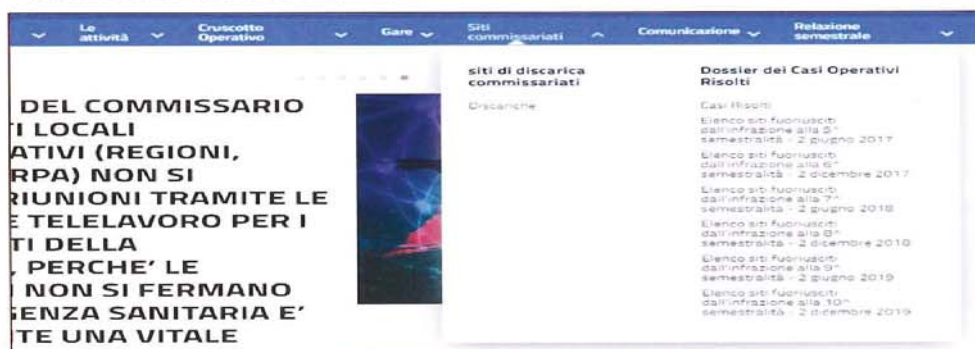 Le attività
Cruscotto Operativo
Gare
Siti commissariati
Comunicazione
Relazione semestrale
DEL COMMISSARIO
TI LOCALI
ATIVI (REGIONI,
RPA) NON SI
RIUNIONI TRAMITE LE
E TELELAVORO PER I
TI DELLA
, PERCHE' LE
I NON SI FERMANO
GENZA SANITARIA E'
TE UNA VITALE
siti di discarica
commissariati
Discariche
Dossier dei Casi Operativi
Risolti
Casi Risolti
Elenco siti fuoriusciti
dall'infrazione alla 5^
semestralità - 2 giugno 2017
Elenco siti fuoriusciti
dall'infrazione alla 6^
semestralità - 2 dicembre 2017
Elenco siti fuoriusciti
dall'infrazione alla 7^
semestralità - 2 giugno 2018
Elenco siti fuoriusciti
dall'infrazione alla 8^
semestralità - 2 dicembre 2018
Elenco siti fuoriusciti
dall'infrazione alla 9^
semestralità - 2 giugno 2019
Elenco siti fuoriusciti
dall'infrazione alla 10^
semestralità - 2 dicembre 2019